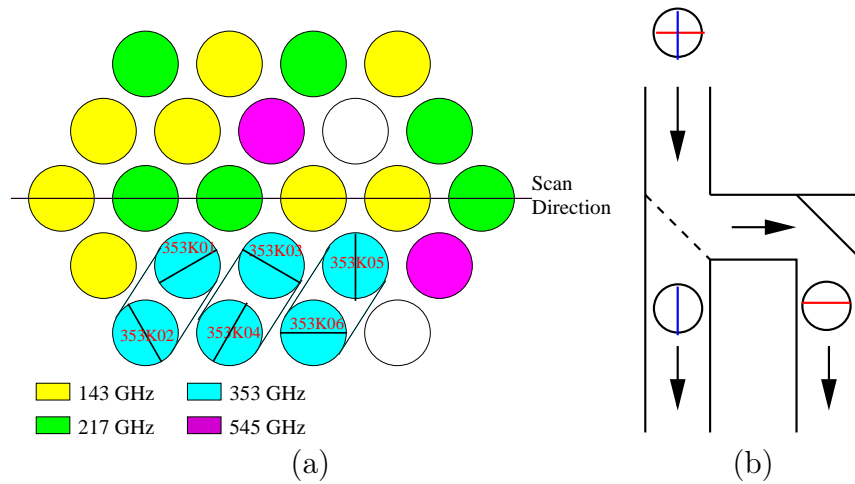 Scan
Direction
353K01
353K03
353K05
353K02
353K04
353K06
143 GHz
353 GHz
217 GHz
545 GHz
(a)
(b)